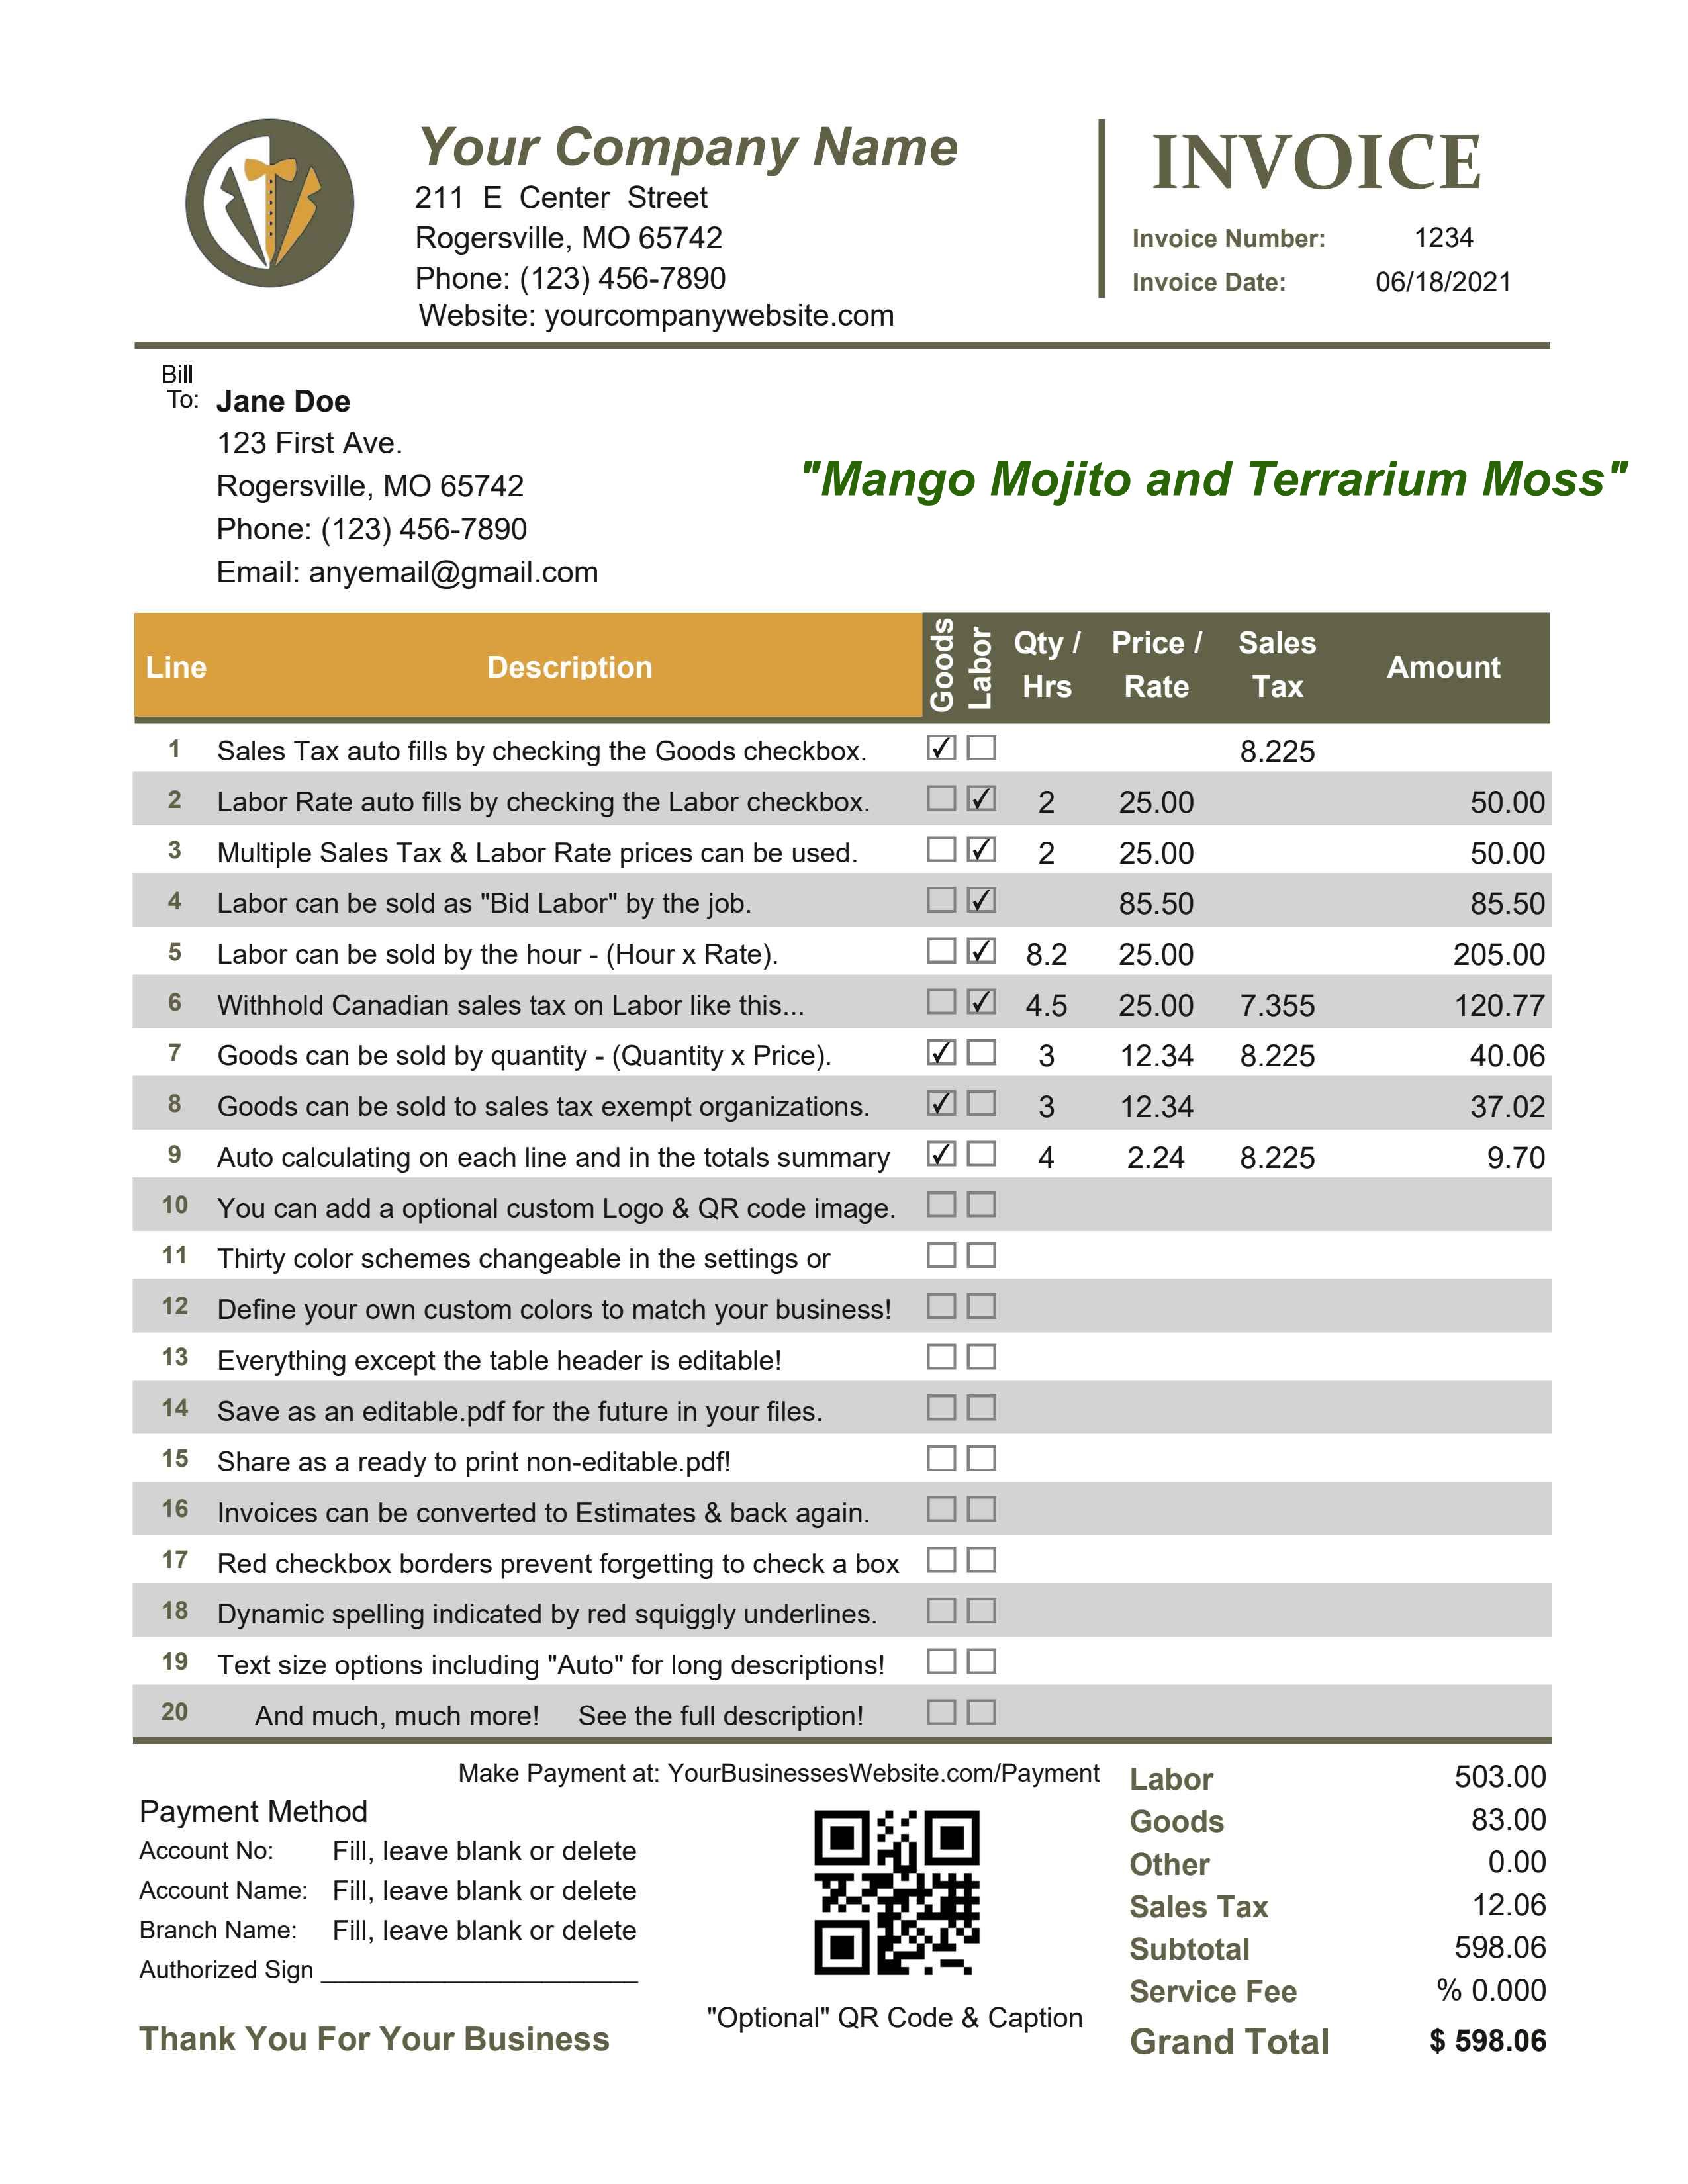 Your Company Name
211 E Center Street
Rogersville, MO 65742
Phone: (123) 456-7890
Website: yourcompanywebsite.com
INVOICE
Invoice Number: 1234
Invoice Date: 06/18/2021
Bill
To: Jane Doe
123 First Ave.
Rogersville, MO 65742
Phone: (123) 456-7890
Email: anyemail@gmail.com
"Mango Mojito and Terrarium Moss"
Line Description Goods Labor Qty / Hrs Price / Rate Sales Tax Amount
1 Sales Tax auto fills by checking the Goods checkbox. ✓ 8.225
2 Labor Rate auto fills by checking the Labor checkbox. ✓ 2 25.00 50.00
3 Multiple Sales Tax & Labor Rate prices can be used. ✓ 2 25.00 50.00
4 Labor can be sold as "Bid Labor" by the job. ✓ 85.50 85.50
5 Labor can be sold by the hour - (Hour x Rate). ✓ 8.2 25.00 205.00
6 Withhold Canadian sales tax on Labor like this... ✓ 4.5 25.00 7.355 120.77
7 Goods can be sold by quantity - (Quantity x Price). ✓ 3 12.34 8.225 40.06
8 Goods can be sold to sales tax exempt organizations. ✓ 3 12.34 37.02
9 Auto calculating on each line and in the totals summary ✓ 4 2.24 8.225 9.70
10 You can add a optional custom Logo & QR code image.
11 Thirty color schemes changeable in the settings or
12 Define your own custom colors to match your business!
13 Everything except the table header is editable!
14 Save as an editable.pdf for the future in your files.
15 Share as a ready to print non-editable.pdf!
16 Invoices can be converted to Estimates & back again.
17 Red checkbox borders prevent forgetting to check a box
18 Dynamic spelling indicated by red squiggly underlines.
19 Text size options including "Auto" for long descriptions!
20 And much, much more! See the full description!
Make Payment at: YourBusinessesWebsite.com/Payment
Payment Method
Account No: Fill, leave blank or delete
Account Name: Fill, leave blank or delete
Branch Name: Fill, leave blank or delete
Authorized Sign
Thank You For Your Business
"Optional" QR Code & Caption
Labor 503.00
Goods 83.00
Other 0.00
Sales Tax 12.06
Subtotal 598.06
Service Fee % 0.000
Grand Total $ 598.06